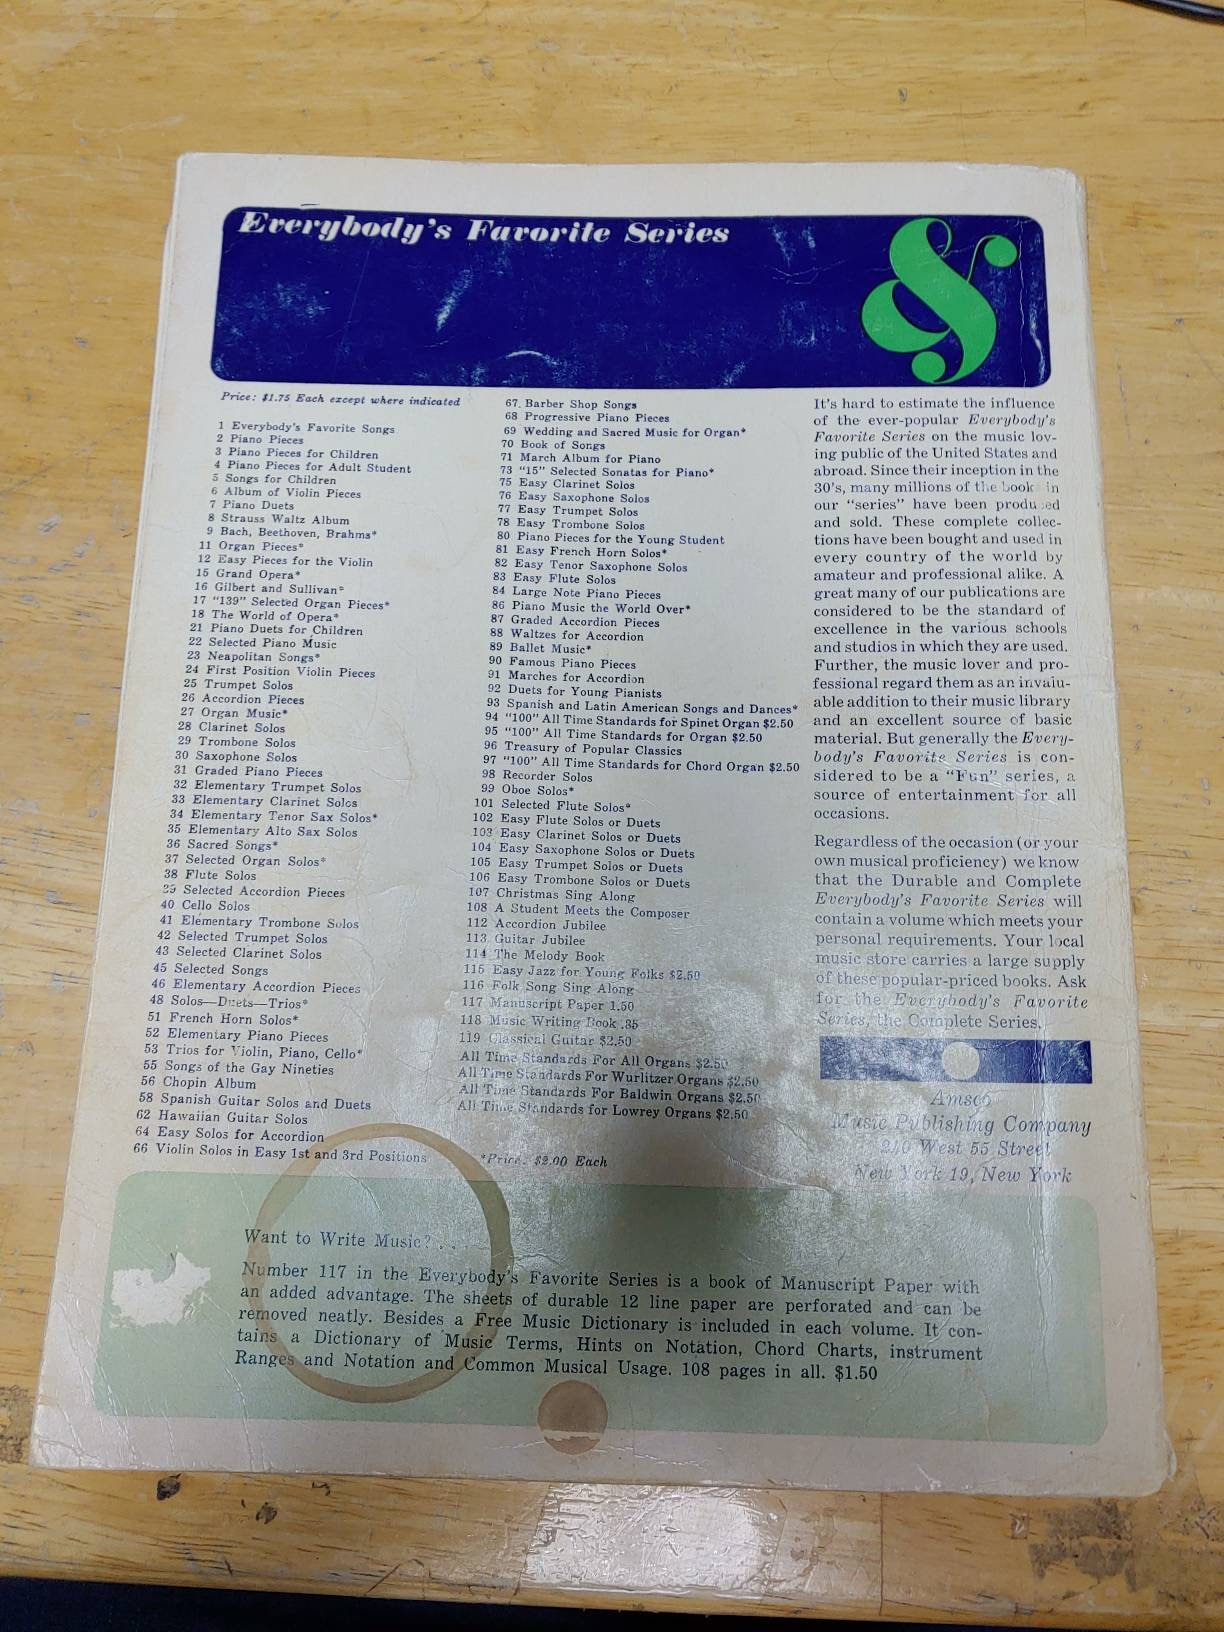 Everybody's Favorite Series
Price: $1.75 Each except where indicated
1 Everybody's Favorite Songs
2 Piano Pieces
3 Piano Pieces for Children
4 Piano Pieces for Adult Student
5 Songs for Children
6 Album of Violin Pieces
7 Piano Duets
8 Strauss Waltz Album
9 Bach, Beethoven, Brahms*
11 Organ Pieces*
12 Easy Pieces for the Violin
15 Grand Opera*
16 Gilbert and Sullivan*
17 "139" Selected Organ Pieces*
18 The World of Opera*
21 Piano Duets for Children
22 Selected Piano Music
23 Neapolitan Songs*
24 First Position Violin Pieces
25 Trumpet Solos
26 Accordion Pieces
27 Organ Music*
28 Clarinet Solos
29 Trombone Solos
30 Saxophone Solos
31 Graded Piano Pieces
32 Elementary Trumpet Solos
33 Elementary Clarinet Solos
34 Elementary Tenor Sax Solos*
35 Elementary Alto Sax Solos
36 Sacred Songs*
37 Selected Organ Solos*
38 Flute Solos
39 Selected Accordion Pieces
40 Cello Solos
41 Elementary Trombone Solos
42 Selected Trumpet Solos
43 Selected Clarinet Solos
45 Selected Songs
46 Elementary Accordion Pieces
48 Solos—Duets—Trios*
51 French Horn Solos*
52 Elementary Piano Pieces
53 Trios for Violin, Piano, Cello*
55 Songs of the Gay Nineties
56 Chopin Album
58 Spanish Guitar Solos and Duets
62 Hawaiian Guitar Solos
64 Easy Solos for Accordion
66 Violin Solos in Easy 1st and 3rd Positions
67. Barber Shop Songs
68 Progressive Piano Pieces
69 Wedding and Sacred Music for Organ*
70 Book of Songs
71 March Album for Piano
73 "15" Selected Sonatas for Piano*
75 Easy Clarinet Solos
76 Easy Saxophone Solos
77 Easy Trumpet Solos
78 Easy Trombone Solos
80 Piano Pieces for the Young Student
81 Easy French Horn Solos*
82 Easy Tenor Saxophone Solos
83 Easy Flute Solos
84 Large Note Piano Pieces
86 Piano Music the World Over*
87 Graded Accordion Pieces
88 Waltzes for Accordion
89 Ballet Music*
90 Famous Piano Pieces
91 Marches for Accordion
92 Duets for Young Pianists
93 Spanish and Latin American Songs and Dances*
94 "100" All Time Standards for Spinet Organ $2.50
95 "100" All Time Standards for Organ $2.50
96 Treasury of Popular Classics
97 "100" All Time Standards for Chord Organ $2.50
98 Recorder Solos
99 Oboe Solos*
101 Selected Flute Solos*
102 Easy Flute Solos or Duets
103 Easy Clarinet Solos or Duets
104 Easy Saxophone Solos or Duets
105 Easy Trumpet Solos or Duets
106 Easy Trombone Solos or Duets
107 Christmas Sing Along
108 A Student Meets the Composer
112 Accordion Jubilee
113 Guitar Jubilee
114 The Melody Book
115 Easy Jazz for Young Folks $2.50
116 Folk Song Sing Along
117 Manuscript Paper 1.50
118 Music Writing Book .35
119 Classical Guitar $2.50
All Time Standards For All Organs $2.50
All Time Standards For Wurlitzer Organs $2.50
All Time Standards For Baldwin Organs $2.50
All Time Standards for Lowrey Organs $2.50
*Price: $2.00 Each
It's hard to estimate the influence
of the ever-popular Everybody's
Favorite Series on the music lov-
ing public of the United States and
abroad. Since their inception in the
30's, many millions of the book in
our "series" have been produced
and sold. These complete collec-
tions have been bought and used in
every country of the world by
amateur and professional alike. A
great many of our publications are
considered to be the standard of
excellence in the various schools
and studios in which they are used.
Further, the music lover and pro-
fessional regard them as an invalu-
able addition to their music library
and an excellent source of basic
material. But generally the Every-
body's Favorite Series is con-
sidered to be a "Fun" series, a
source of entertainment for all
occasions.
Regardless of the occasion (or your
own musical proficiency) we know
that the Durable and Complete
Everybody's Favorite Series will
contain a volume which meets your
personal requirements. Your local
music store carries a large supply
of these popular-priced books. Ask
for the Everybody's Favorite
Series, the Complete Series.
Amsco
Music Publishing Company
240 West 55 Street
New York 19, New York
Want to Write Music? . . .
Number 117 in the Everybody's Favorite Series is a book of Manuscript Paper with
an added advantage. The sheets of durable 12 line paper are perforated and can be
removed neatly. Besides a Free Music Dictionary is included in each volume. It con-
tains a Dictionary of Music Terms, Hints on Notation, Chord Charts, instrument
Ranges and Notation and Common Musical Usage. 108 pages in all. $1.50